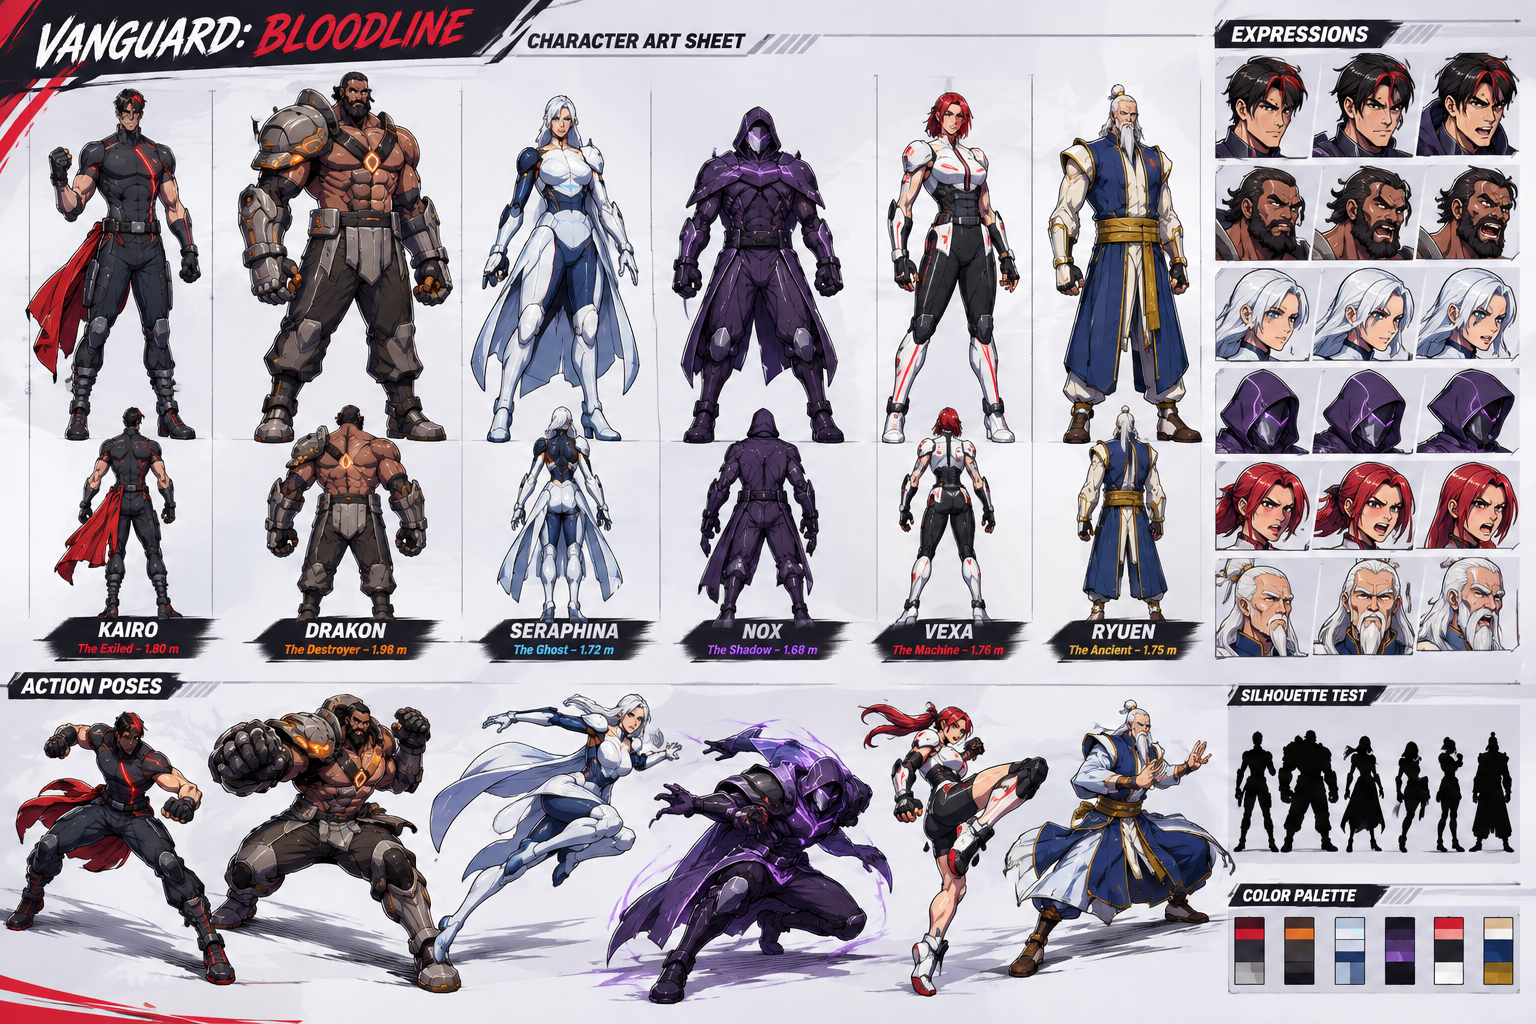 VANGUARD: BLOODLINE
CHARACTER ART SHEET
EXPRESSIONS
KAIRO
The Exiled – 1.80 m
DRAKON
The Destroyer – 1.98 m
SERAPHINA
The Ghost – 1.72 m
NOX
The Shadow – 1.68 m
VEXA
The Machine – 1.76 m
RYUEN
The Ancient – 1.75 m
ACTION POSES
SILHOUETTE TEST
COLOR PALETTE